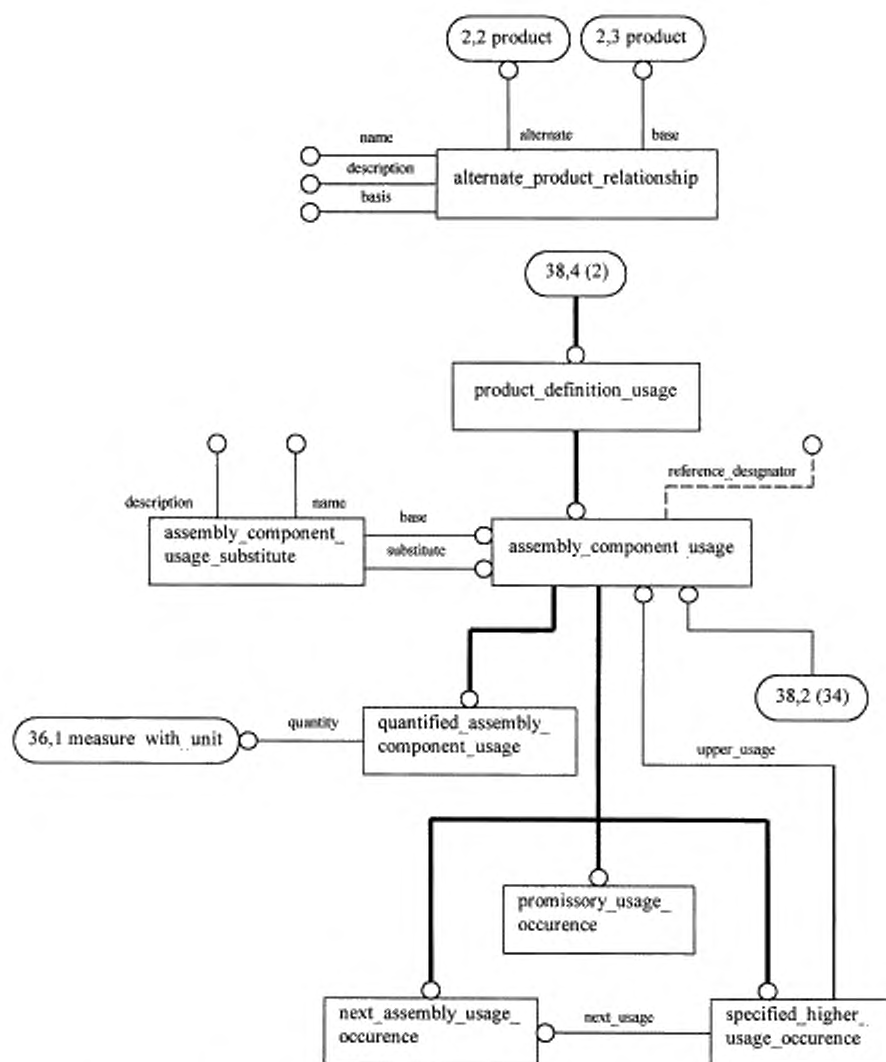 2,2 product
2,3 product
name
alternate
base
description
basis
alternate_product_relationship
38,4 (2)
product_definition_usage
reference_designator
description
name
assembly_component_
usage_substitute
base
substitute
assembly_component_usage
38,2 (34)
36,1 measure_with_unit
quantity
quantified_assembly_
component_usage
upper_usage
promissory_usage_
occurence
next_assembly_usage_
occurence
next_usage
specified_higher_
usage_occurence